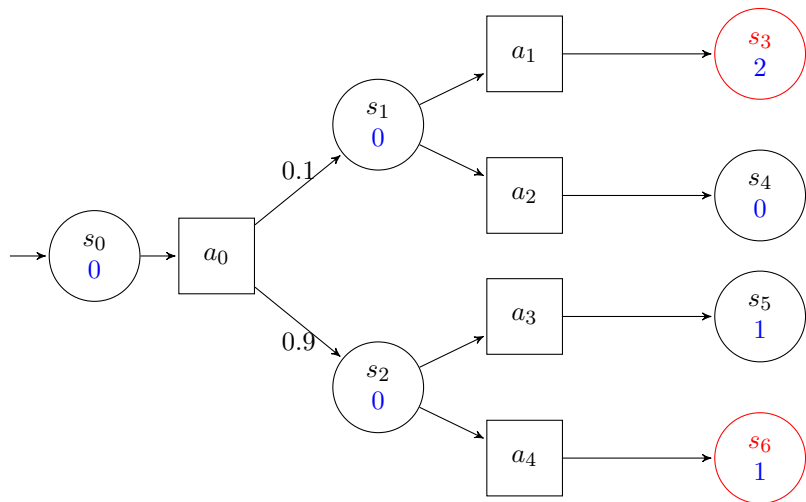 s₀
0
a₀
0.1
0.9
s₁
0
s₂
0
a₁
a₂
a₃
a₄
s₃
2
s₄
0
s₅
1
s₆
1